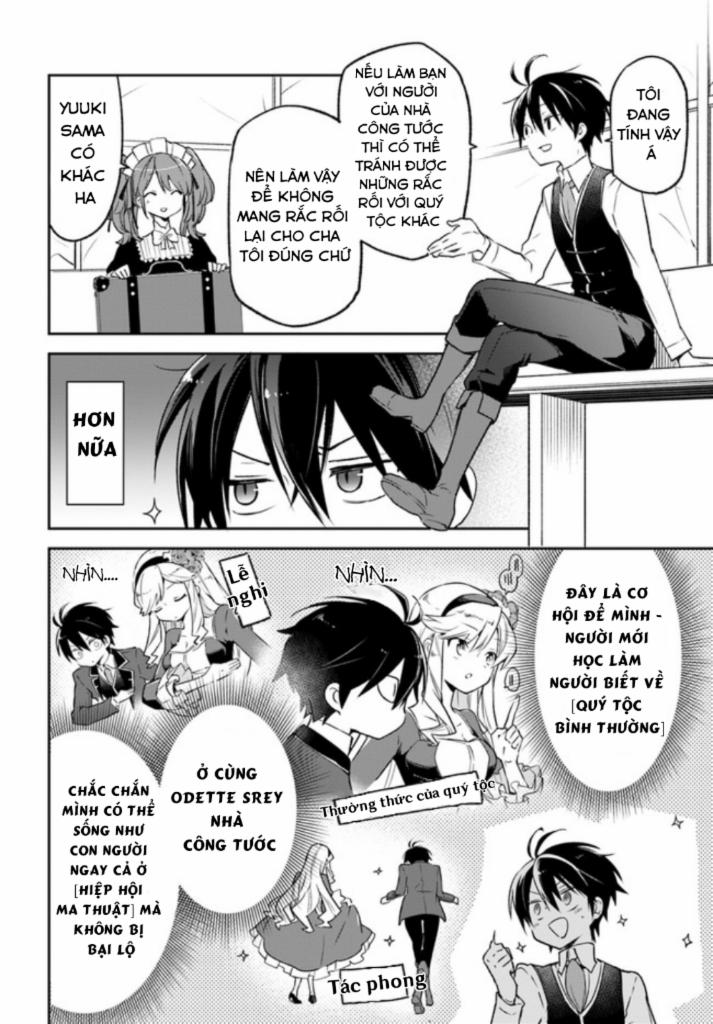 TÔI
ĐANG
TÍNH VẬY
Á
NẾU LÀM BẠN
VỚI NGƯỜI
CỦA NHÀ
CÔNG TƯỚC
THÌ CÓ THỂ
TRÁNH ĐƯỢC
NHỮNG RẮC
RỐI VỚI QUÝ
TỘC KHÁC
NÊN LÀM VẬY
ĐỂ KHÔNG
MANG RẮC RỐI
LẠI CHO CHA
TÔI ĐÚNG CHỨ
YUUKI
SAMA
CÓ
KHÁC
HA
HƠN
NỮA
ĐÂY LÀ CƠ
HỘI ĐỂ MÌNH -
NGƯỜI MỚI
HỌC LÀM
NGƯỜI BIẾT VỀ
[QUÝ TỘC
BÌNH THƯỜNG]
NHÌN...
Thường thức của quý tộc
Lễ
nghi
NHÌN....
Ở CÙNG
ODETTE SREY
NHÀ
CÔNG TƯỚC
Tác phong
CHẮC CHẮN
MÌNH CÓ THỂ
SỐNG NHƯ
CON NGƯỜI
NGAY CẢ Ở
[HIỆP HỘI
MA THUẬT] MÀ
KHÔNG BỊ
BẠI LỘ